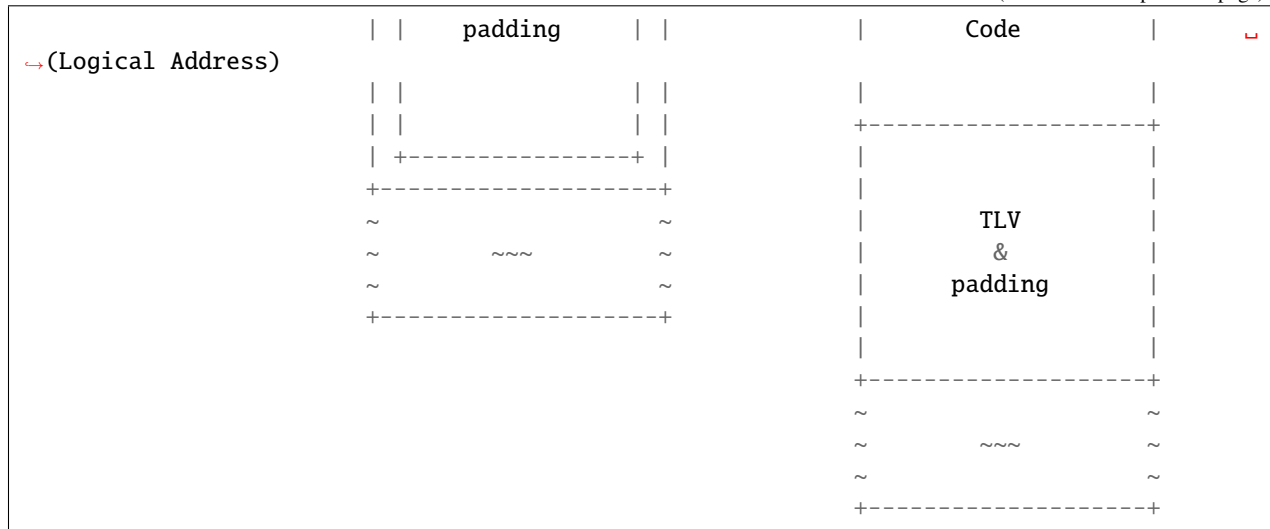 | |    padding     | |             |       Code         |      ␣
↪(Logical Address)
| |                | |             |                    |
| |                | |             +--------------------+
| +----------------+ |             |                    |
+--------------------+             |                    |
~                    ~             |        TLV         |
~        ~~~         ~             |         &          |
~                    ~             |      padding       |
+--------------------+             |                    |
|                    |
+--------------------+
~                    ~
~        ~~~         ~
~                    ~
+--------------------+